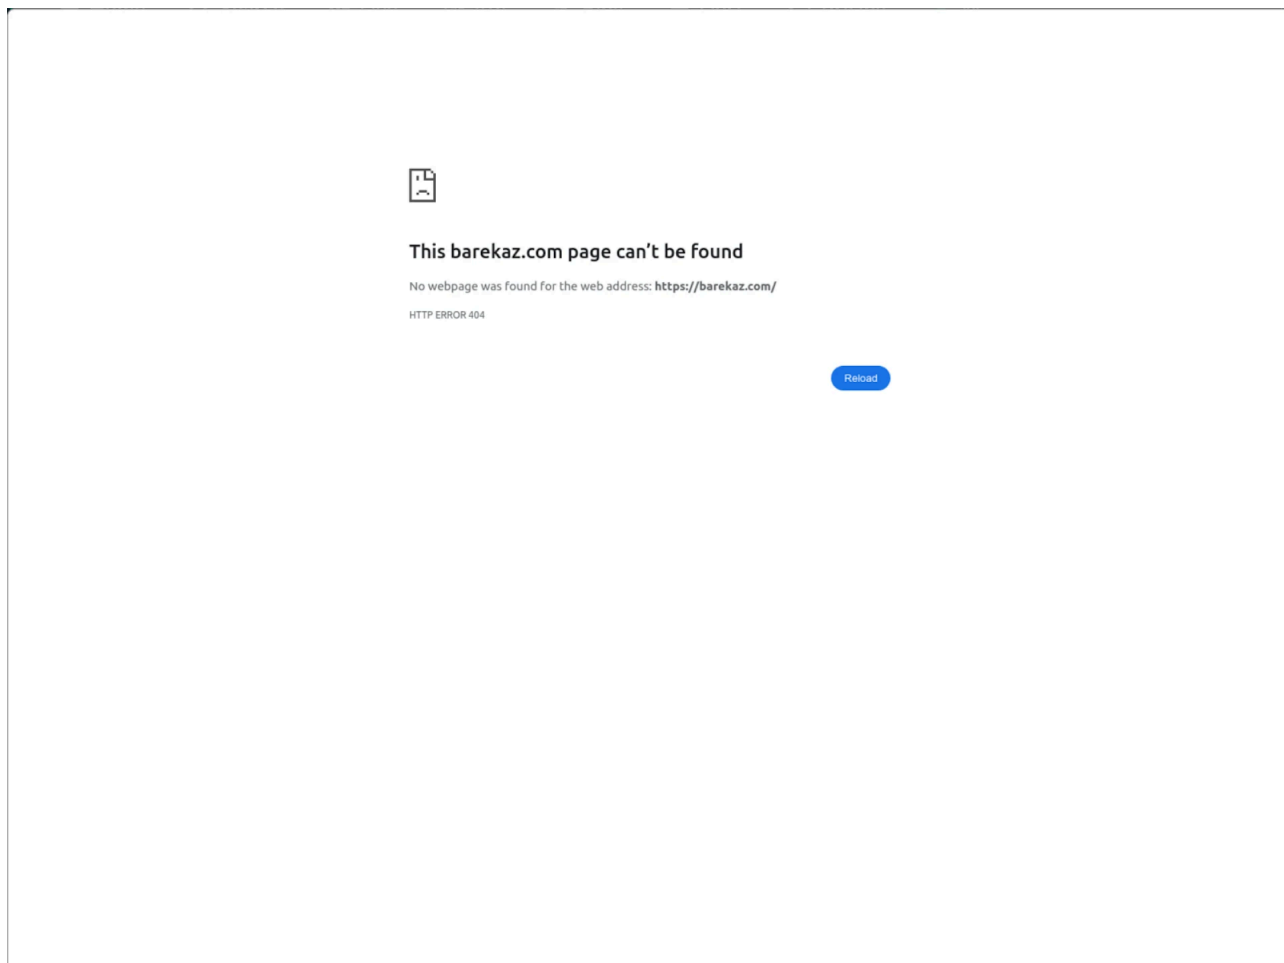 This barekaz.com page can’t be found
No webpage was found for the web address: https://barekaz.com/
HTTP ERROR 404
Reload